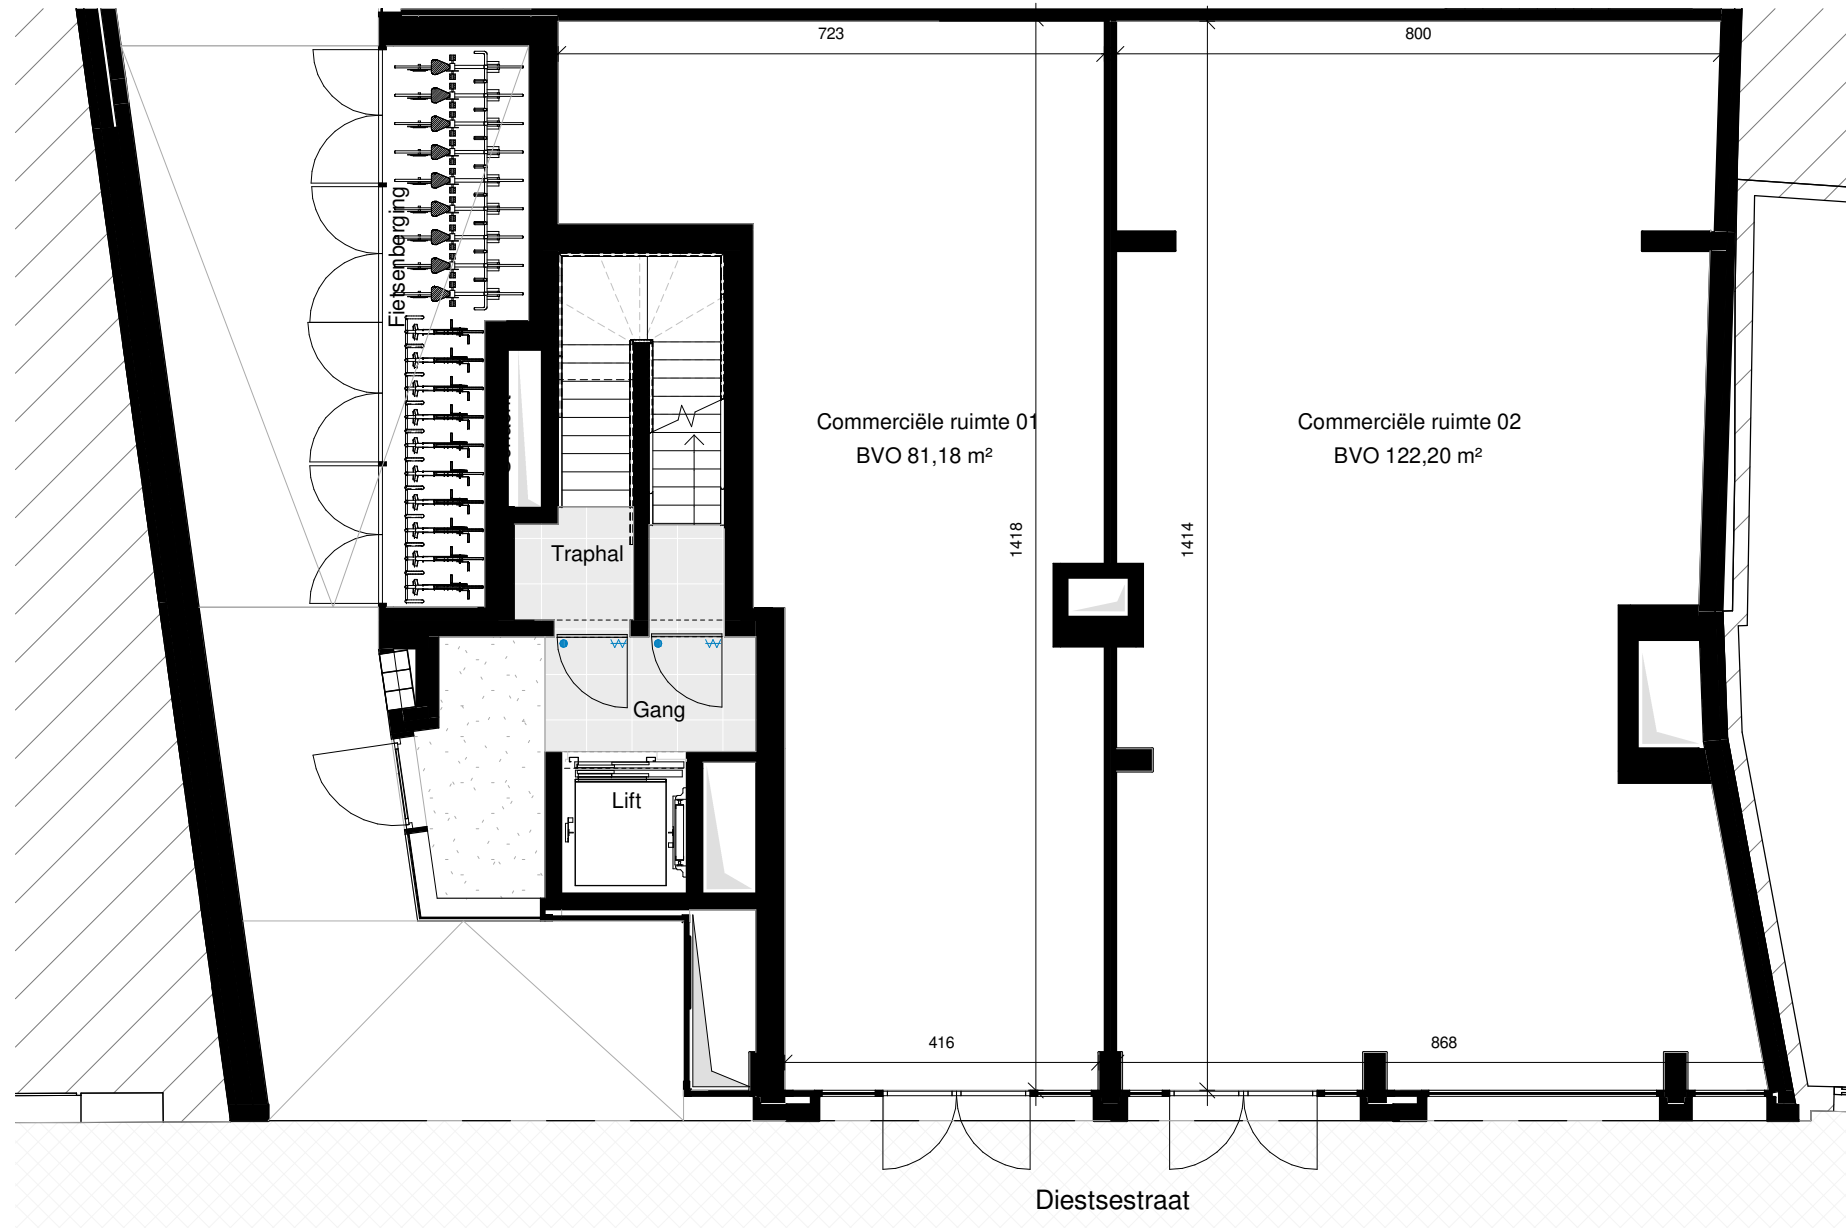 723
800
Fietsenberging
Commerciële ruimte 01
BVO 81,18 m²
Commerciële ruimte 02
BVO 122,20 m²
1418
1414
Traphal
Gang
Lift
416
868
Diestsestraat